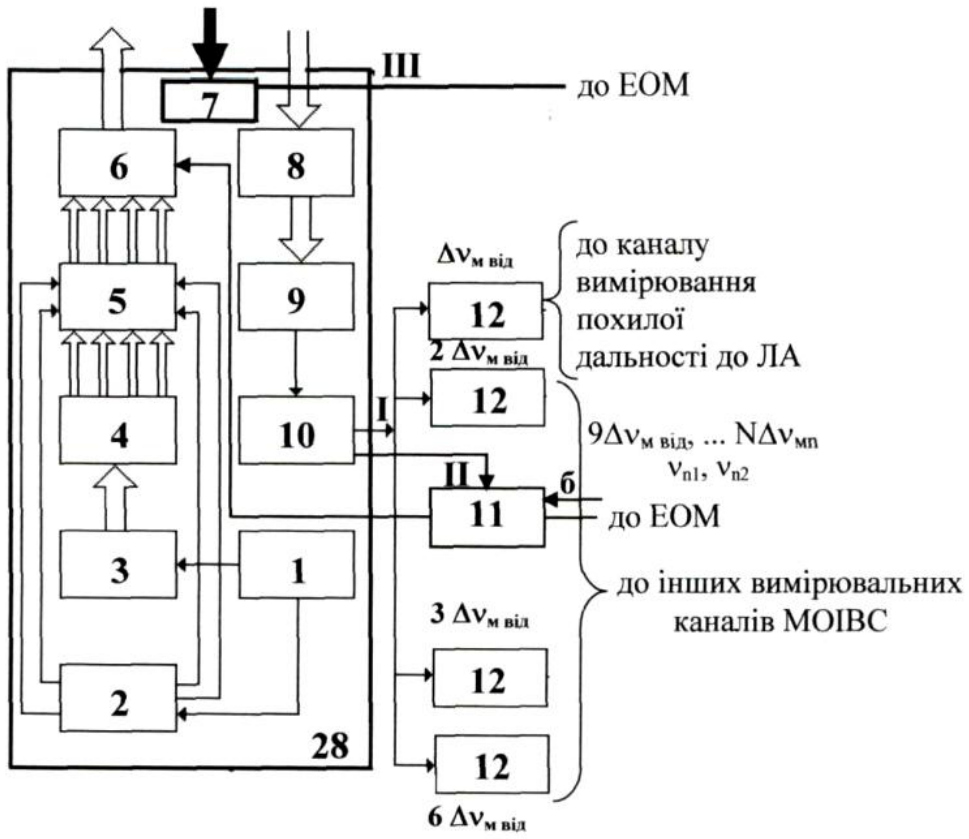 III
до ЕОМ
7
6
8
Δνм від
до каналу
вимірювання
похилої
дальності до ЛА
5
9
12
2 Δνм від
12
4
10
I
9Δνм від, ... NΔνмп
νп1, νп2
II
б
11
до ЕОМ
3
1
до інших вимірювальних
каналів МОІВС
3 Δνм від
12
2
28
12
6 Δνм від